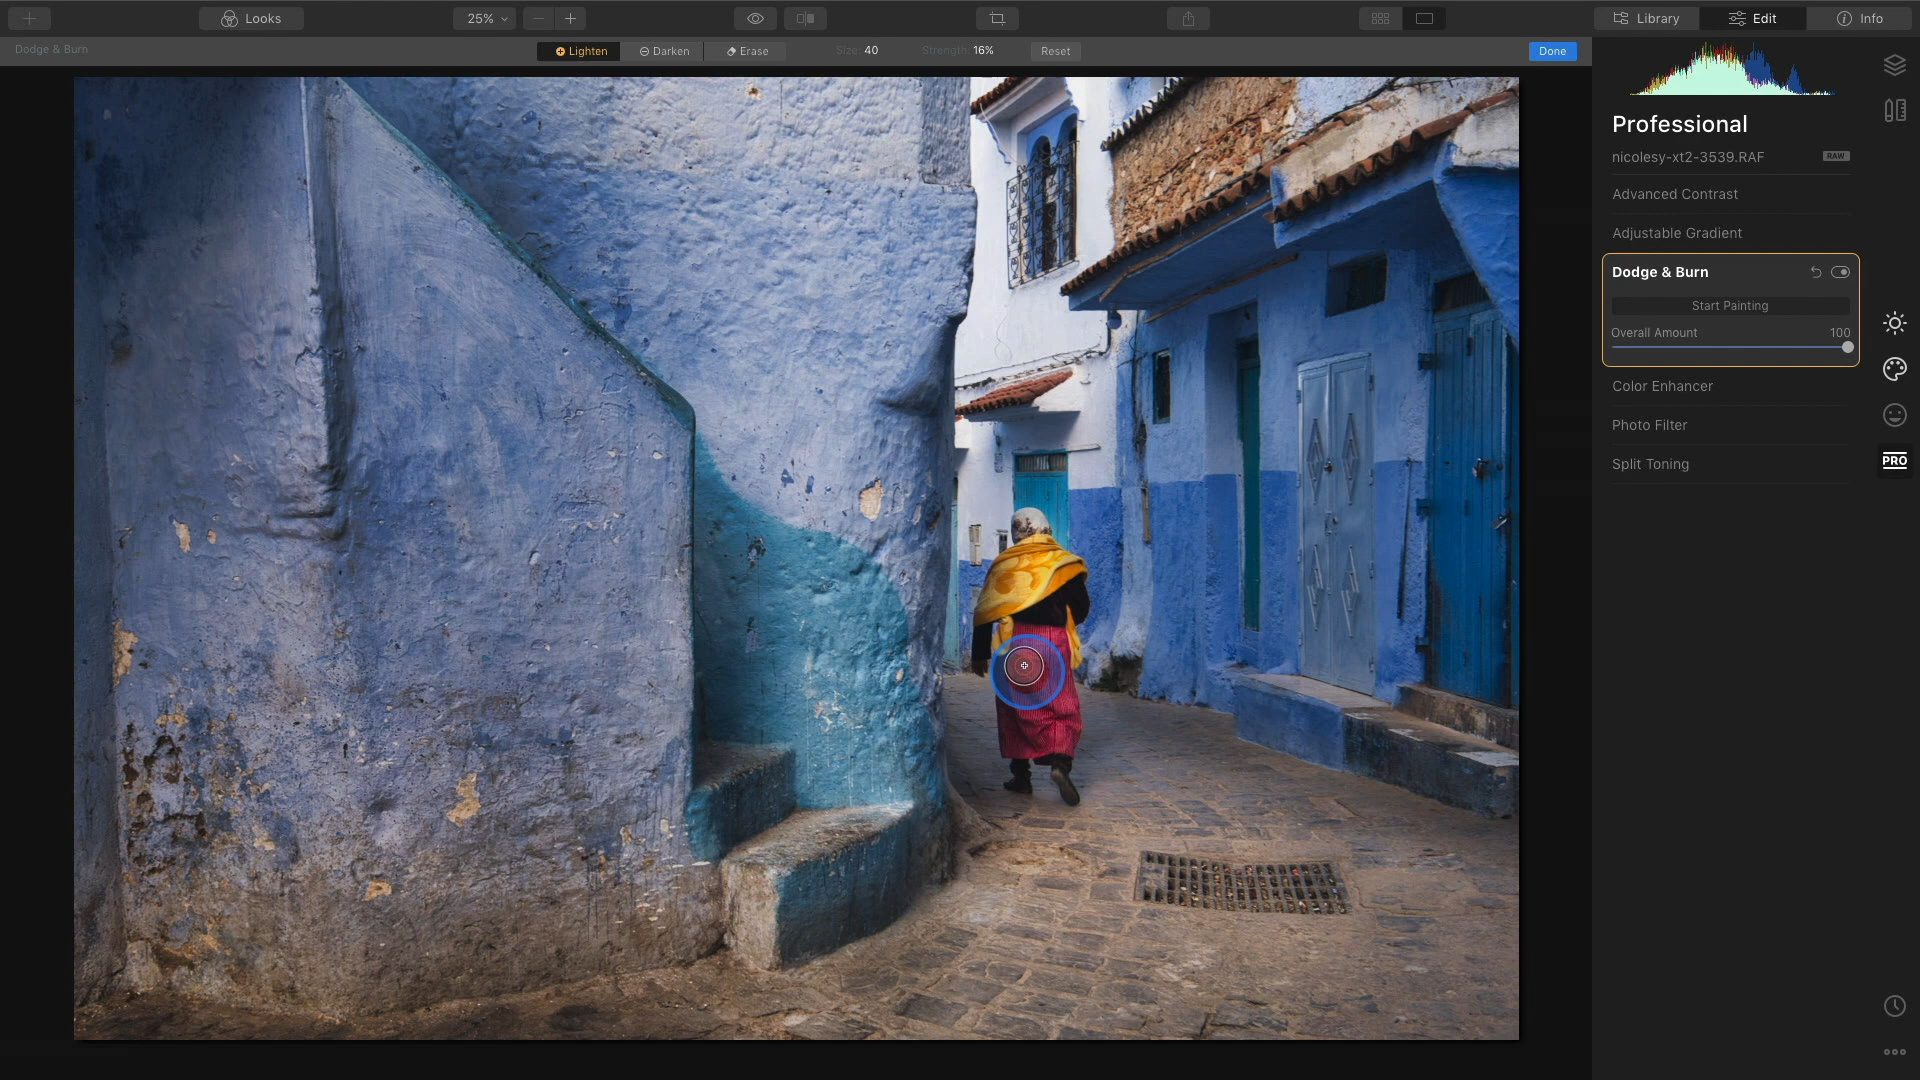 Looks
25%
Library
Edit
Info
Dodge & Burn
Lighten
Darken
Erase
Size: 40
Strength: 16%
Reset
Done
Professional
nicolesy-xt2-3539.RAF
RAW
Advanced Contrast
Adjustable Gradient
Dodge & Burn
Start Painting
Overall Amount 100
Color Enhancer
Photo Filter
Split Toning
PRO